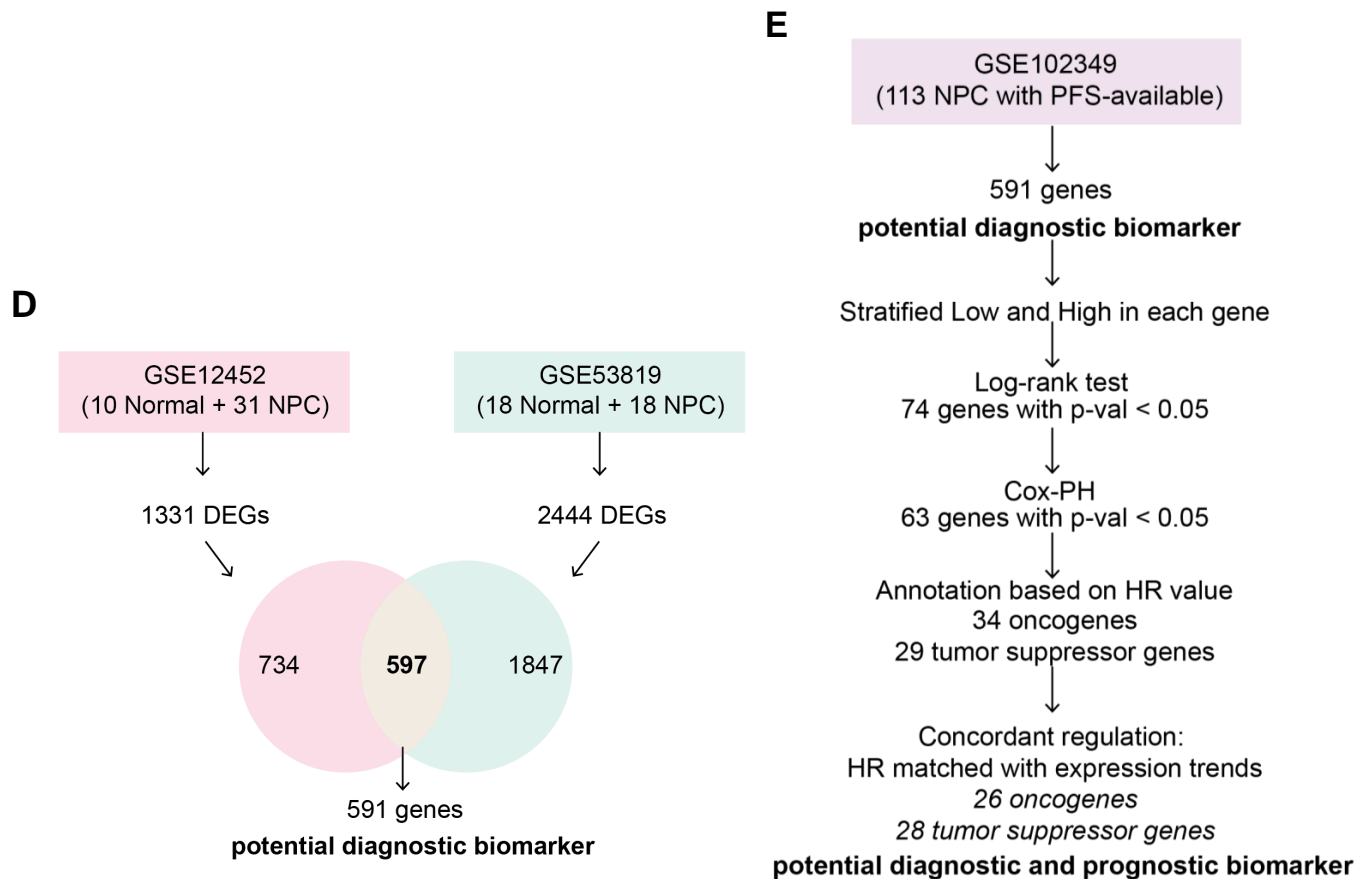 D
GSE12452
(10 Normal + 31 NPC)
GSE53819
(18 Normal + 18 NPC)
1331 DEGs
2444 DEGs
734
597
1847
591 genes
potential diagnostic biomarker
E
GSE102349
(113 NPC with PFS-available)
591 genes
potential diagnostic biomarker
Stratified Low and High in each gene
Log-rank test
74 genes with p-val < 0.05
Cox-PH
63 genes with p-val < 0.05
Annotation based on HR value
34 oncogenes
29 tumor suppressor genes
Concordant regulation:
HR matched with expression trends
26 oncogenes
28 tumor suppressor genes
potential diagnostic and prognostic biomarker